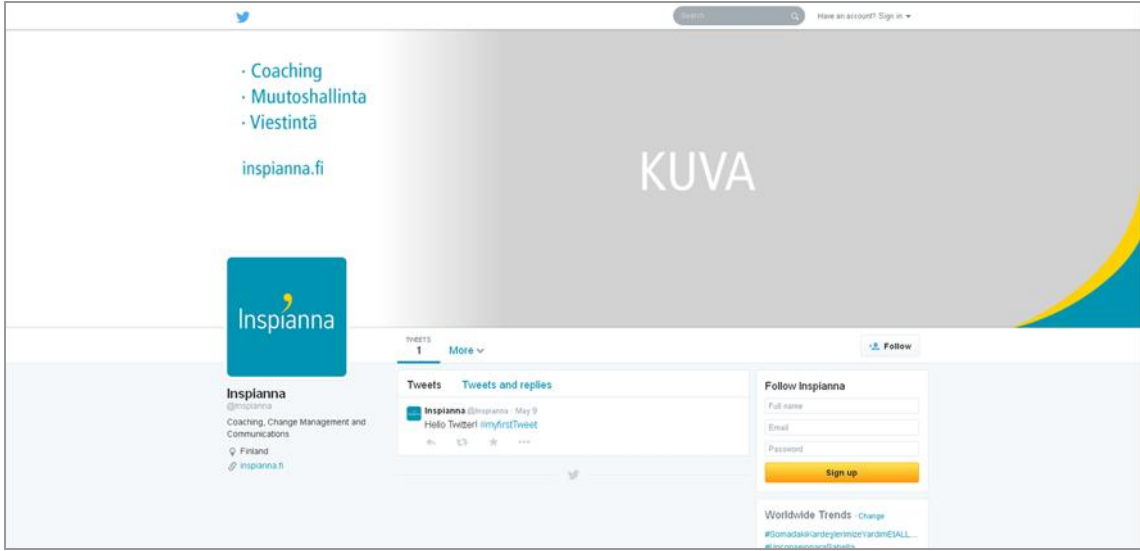 Search
Have an account? Sign in
· Coaching
· Muutoshallinta
· Viestintä
inspianna.fi
KUVA
Inspianna
TWEETS
1
More
Follow
Inspianna
@Inspianna
Coaching, Change Management and
Communications
Finland
inspianna.fi
Tweets
Tweets and replies
Inspianna @Inspianna · May 9
Hello Twitter! #myfirstTweet
Follow Inspianna
Full name
Email
Password
Sign up
Worldwide Trends · Change